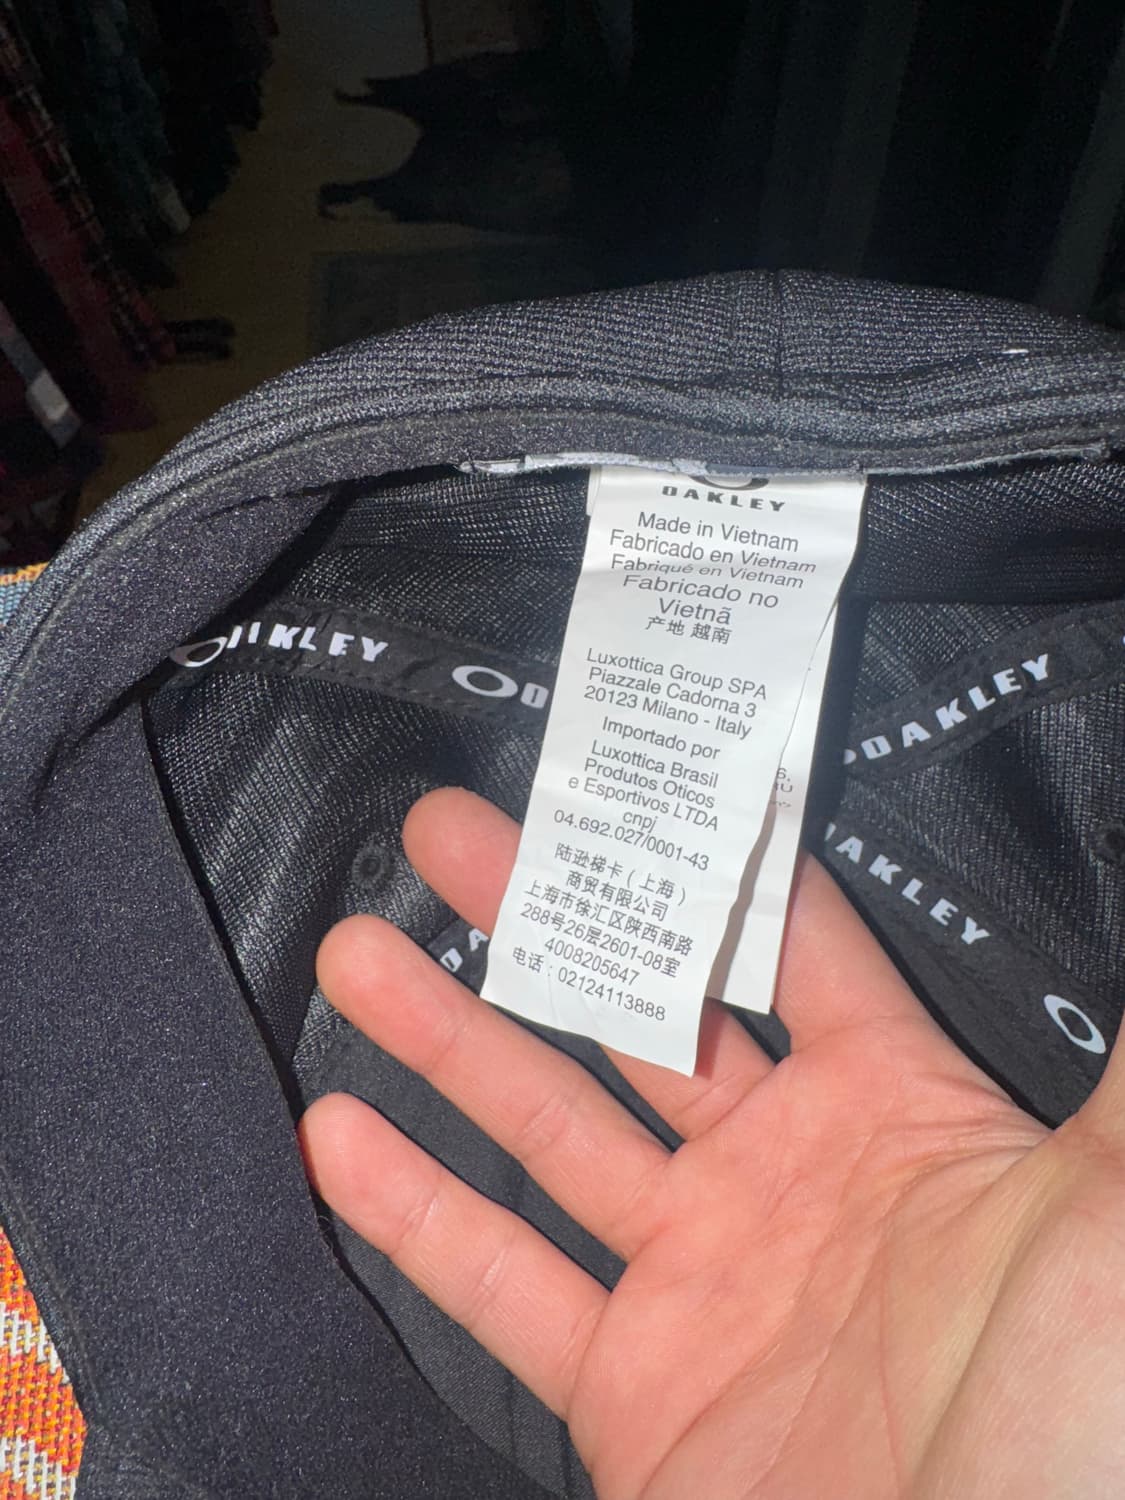 OAKLEY
Made in Vietnam
Fabricado en Vietnam
Fabriqué en Vietnam
Fabricado no
Vietnã
产地 越南
Luxottica Group SPA
Piazzale Cadorna 3
20123 Milano - Italy
Importado por
Luxottica Brasil
Produtos Oticos
e Esportivos LTDA
cnpj
04.692.027/0001-43
陆逊梯卡（上海）
商贸有限公司
上海市徐汇区陕西南路
288号26层2601-08室
4008205647
电话：02124113888
OAKLEY
OAKLEY
OAKLEY